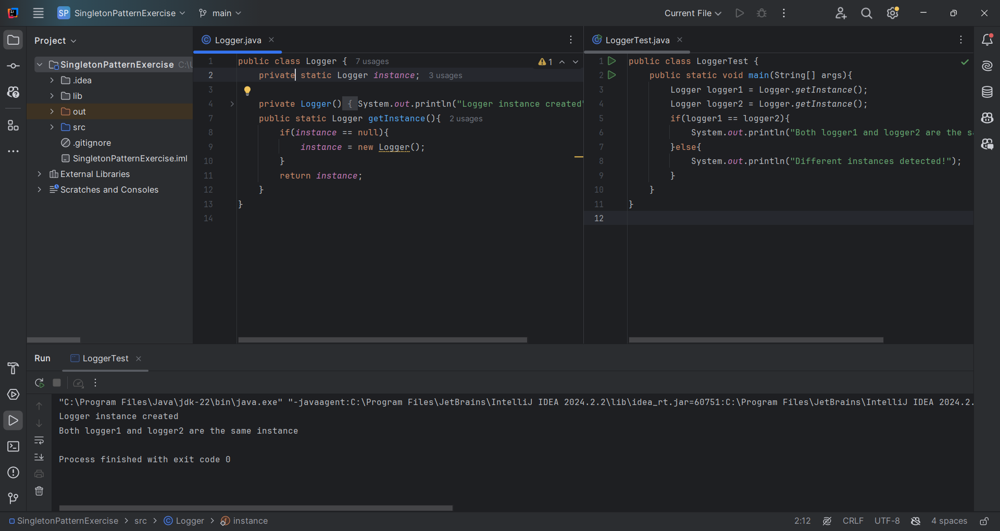 SP SingletonPatternExercise main Current File
Project
SingletonPatternExercise C:\U
.idea
lib
out
src
.gitignore
SingletonPatternExercise.iml
External Libraries
Scratches and Consoles
Logger.java
1 public class Logger { 7 usages
1
2 private static Logger instance; 3 usages
3
4 private Logger() { System.out.println("Logger instance created"
7 public static Logger getInstance(){ 2 usages
8 if(instance == null){
9 instance = new Logger();
10 }
11 return instance;
12 }
13 }
14
LoggerTest.java
1 public class LoggerTest {
2 public static void main(String[] args){
3 Logger logger1 = Logger.getInstance();
4 Logger logger2 = Logger.getInstance();
5 if(logger1 == logger2){
6 System.out.println("Both logger1 and logger2 are the s
7 }else{
8 System.out.println("Different instances detected!");
9 }
10 }
11 }
12
Run LoggerTest
"C:\Program Files\Java\jdk-22\bin\java.exe" "-javaagent:C:\Program Files\JetBrains\IntelliJ IDEA 2024.2.2\lib\idea_rt.jar=60751:C:\Program Files\JetBrains\IntelliJ IDEA 2024.2.
Logger instance created
Both logger1 and logger2 are the same instance
Process finished with exit code 0
SingletonPatternExercise > src > Logger > instance
2:12 CRLF UTF-8 4 spaces